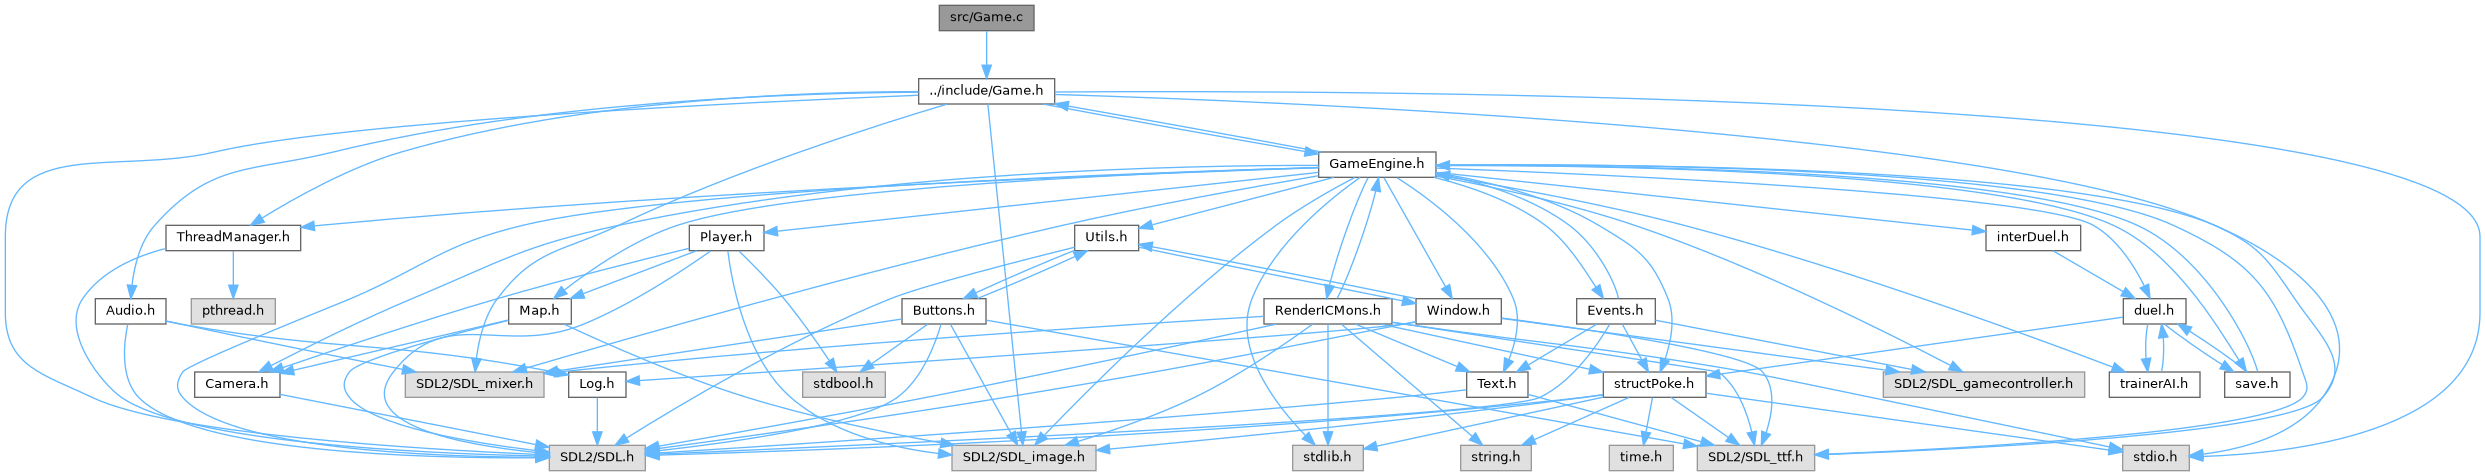 src/Game.c
../include/Game.h
GameEngine.h
ThreadManager.h
Player.h
Utils.h
interDuel.h
Audio.h
pthread.h
Map.h
Buttons.h
RenderICMons.h
Window.h
Events.h
duel.h
Camera.h
SDL2/SDL_mixer.h
Log.h
stdbool.h
Text.h
structPoke.h
SDL2/SDL_gamecontroller.h
trainerAI.h
save.h
SDL2/SDL.h
SDL2/SDL_image.h
stdlib.h
string.h
time.h
SDL2/SDL_ttf.h
stdio.h